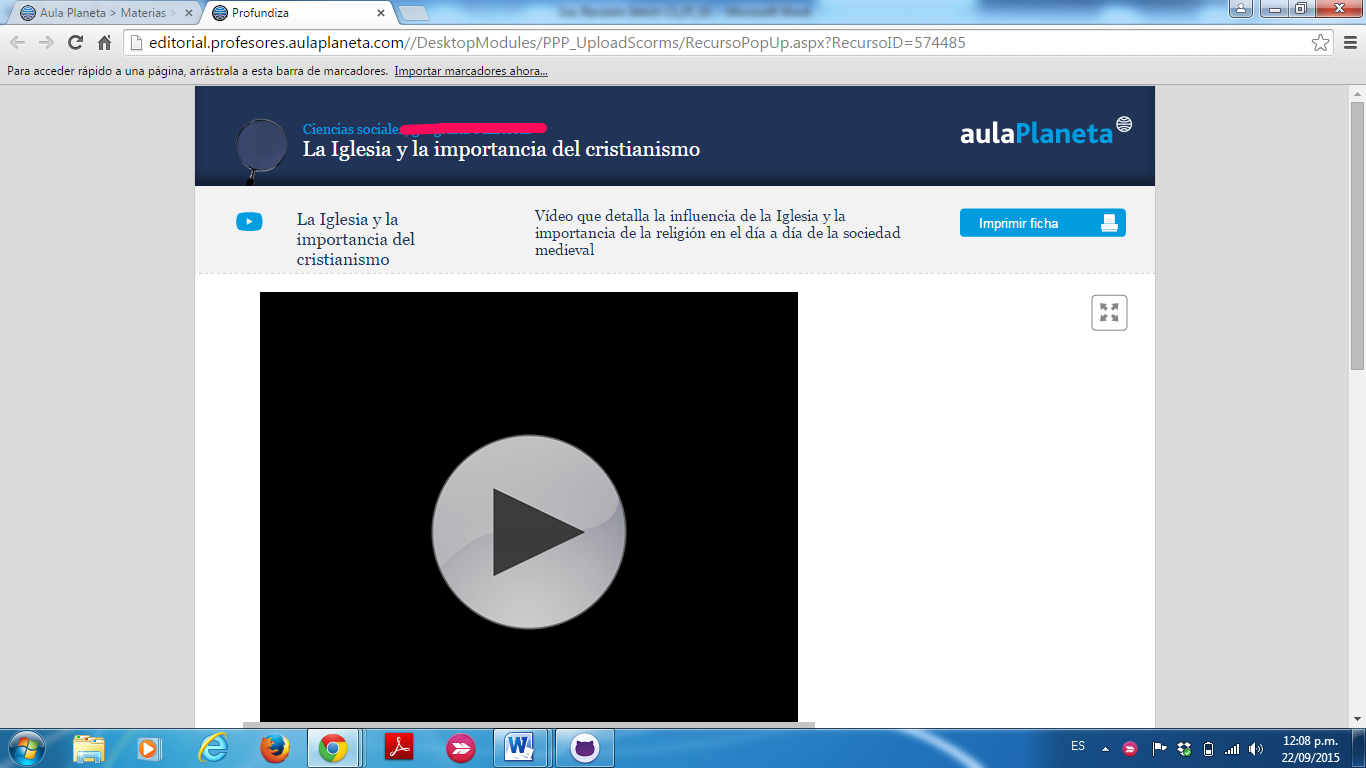 Aula Planeta > Materias >
Profundiza
editorial.profesores.aulaplaneta.com//DesktopModules/PPP_UploadScorms/RecursoPopUp.aspx?RecursoID=574485
Para acceder rápido a una página, arrástrala a esta barra de marcadores. Importar marcadores ahora...
Ciencias sociales
La Iglesia y la importancia del cristianismo
aulaPlaneta
La Iglesia y la
importancia del
cristianismo
Vídeo que detalla la influencia de la Iglesia y la
importancia de la religión en el día a día de la sociedad
medieval
Imprimir ficha
ES
12:08 p.m.
22/09/2015